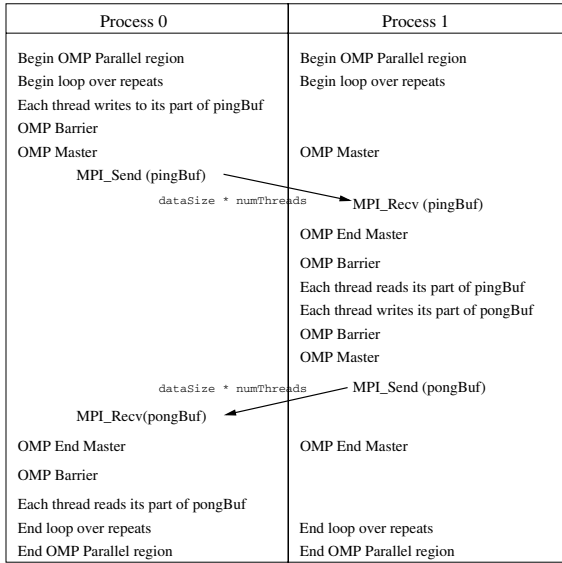 Process 0 Process 1
Begin OMP Parallel region Begin OMP Parallel region
Begin loop over repeats Begin loop over repeats
Each thread writes to its part of pingBuf
OMP Barrier
OMP Master OMP Master
MPI_Send (pingBuf)
dataSize * numThreads MPI_Recv (pingBuf)
OMP End Master
OMP Barrier
Each thread reads its part of pingBuf
Each thread writes its part of pongBuf
OMP Barrier
OMP Master
dataSize * numThreads MPI_Send (pongBuf)
MPI_Recv(pongBuf)
OMP End Master OMP End Master
OMP Barrier
Each thread reads its part of pongBuf
End loop over repeats End loop over repeats
End OMP Parallel region End OMP Parallel region